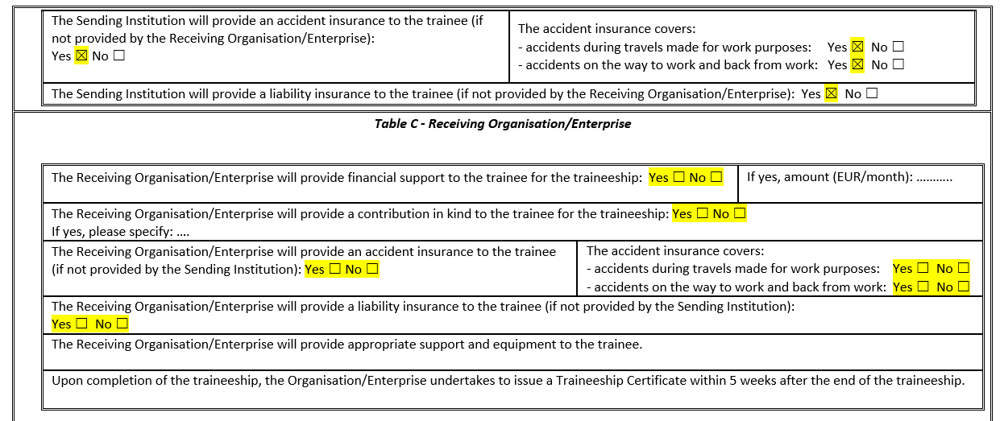 The Sending Institution will provide an accident insurance to the trainee (if
not provided by the Receiving Organisation/Enterprise):
Yes ☒ No ☐
The accident insurance covers:
- accidents during travels made for work purposes: Yes ☒ No ☐
- accidents on the way to work and back from work: Yes ☒ No ☐
The Sending Institution will provide a liability insurance to the trainee (if not provided by the Receiving Organisation/Enterprise): Yes ☒ No ☐
Table C - Receiving Organisation/Enterprise
The Receiving Organisation/Enterprise will provide financial support to the trainee for the traineeship: Yes ☐ No ☐
If yes, amount (EUR/month): ...........
The Receiving Organisation/Enterprise will provide a contribution in kind to the trainee for the traineeship: Yes ☐ No ☐
If yes, please specify: ....
The Receiving Organisation/Enterprise will provide an accident insurance to the trainee
(if not provided by the Sending Institution): Yes ☐ No ☐
The accident insurance covers:
- accidents during travels made for work purposes: Yes ☐ No ☐
- accidents on the way to work and back from work: Yes ☐ No ☐
The Receiving Organisation/Enterprise will provide a liability insurance to the trainee (if not provided by the Sending Institution):
Yes ☐ No ☐
The Receiving Organisation/Enterprise will provide appropriate support and equipment to the trainee.
Upon completion of the traineeship, the Organisation/Enterprise undertakes to issue a Traineeship Certificate within 5 weeks after the end of the traineeship.